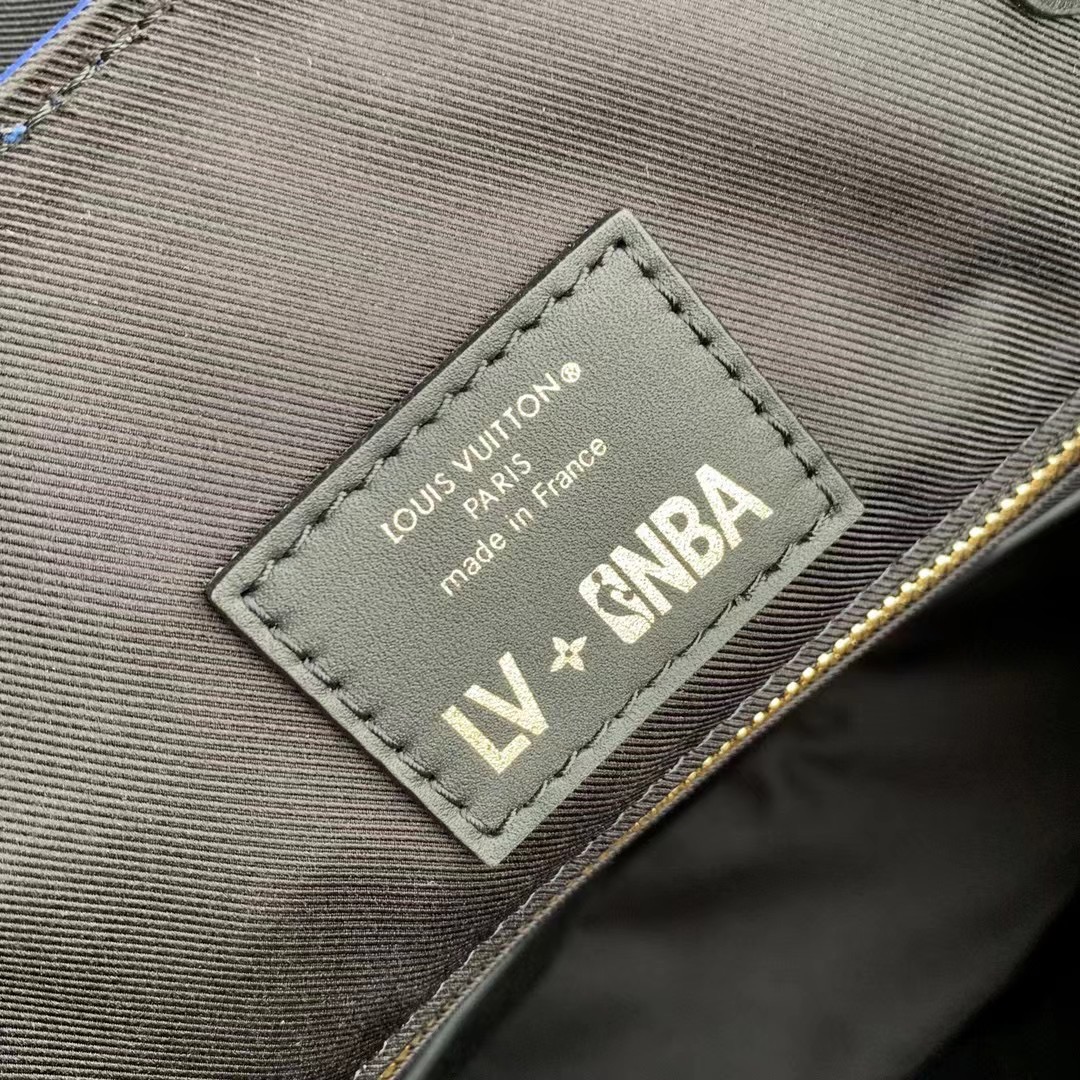 LOUIS VUITTON®
PARIS
made in France
LV NBA